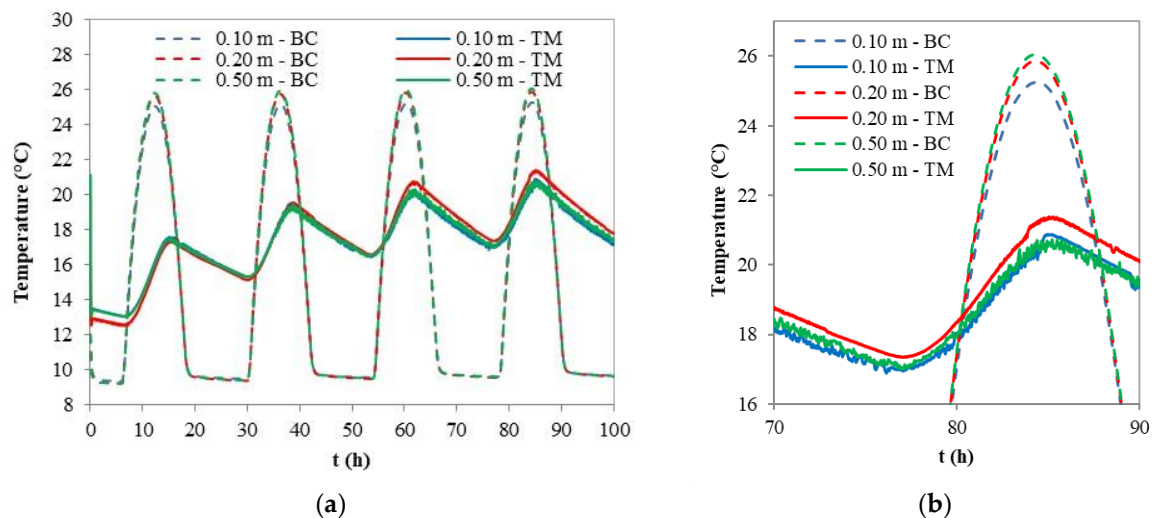 30
28
26
24
22
20
18
16
14
12
10
8
Temperature (°C)
0.10 m - BC
0.20 m - BC
0.50 m - BC
0.10 m - TM
0.20 m - TM
0.50 m - TM
0 10 20 30 40 50 60 70 80 90 100
t (h)
(a)
26
24
22
20
18
16
Temperature (°C)
0.10 m - BC
0.10 m - TM
0.20 m - BC
0.20 m - TM
0.50 m - BC
0.50 m - TM
70 80 90
t (h)
(b)